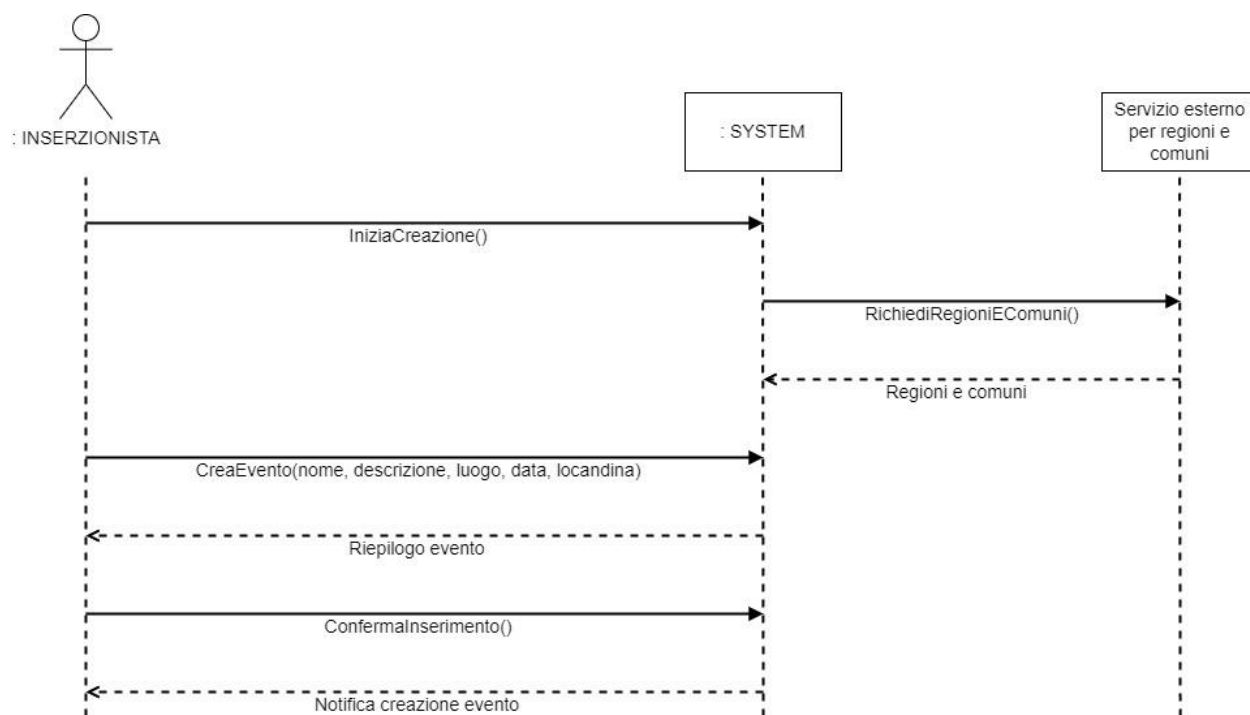 : INSERZIONISTA
: SYSTEM
Servizio esterno
per regioni e
comuni
IniziaCreazione()
RichiediRegioniEComuni()
Regioni e comuni
CreaEvento(nome, descrizione, luogo, data, locandina)
Riepilogo evento
ConfermaInserimento()
Notifica creazione evento